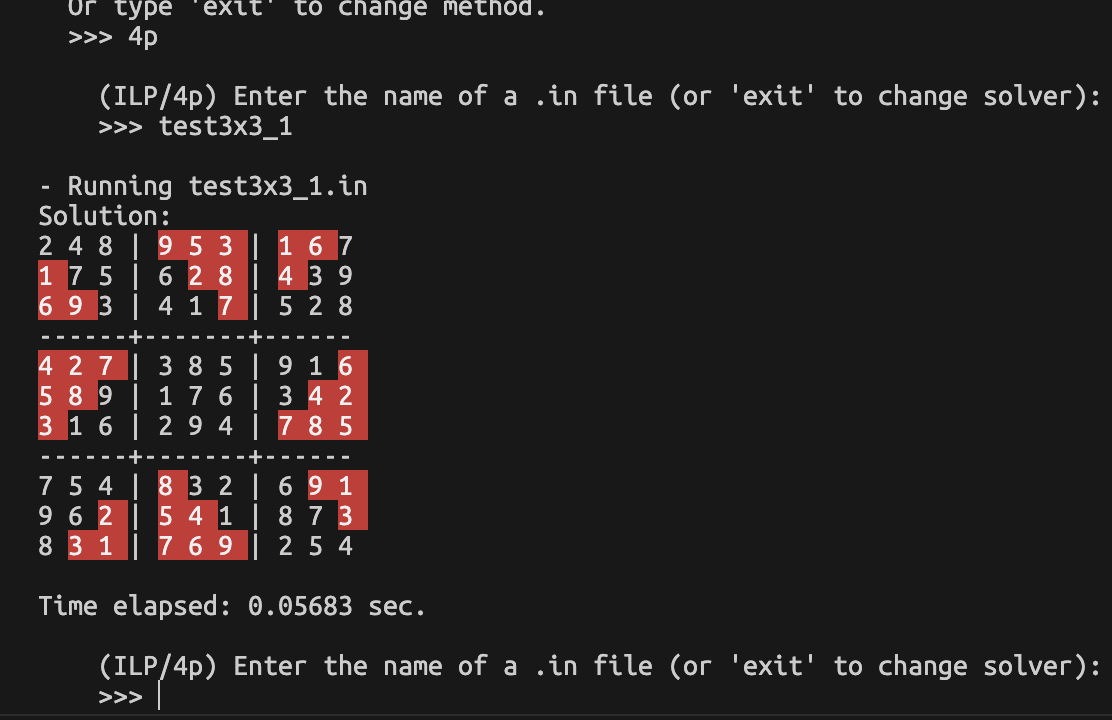 Or type 'exit' to change method.
>>> 4p
(ILP/4p) Enter the name of a .in file (or 'exit' to change solver):
>>> test3x3_1
- Running test3x3_1.in
Solution:
2 4 8 | 9 5 3 | 1 6 7
1 7 5 | 6 2 8 | 4 3 9
6 9 3 | 4 1 7 | 5 2 8
------+-------+------
4 2 7 | 3 8 5 | 9 1 6
5 8 9 | 1 7 6 | 3 4 2
3 1 6 | 2 9 4 | 7 8 5
------+-------+------
7 5 4 | 8 3 2 | 6 9 1
9 6 2 | 5 4 1 | 8 7 3
8 3 1 | 7 6 9 | 2 5 4
Time elapsed: 0.05683 sec.
(ILP/4p) Enter the name of a .in file (or 'exit' to change solver):
>>>